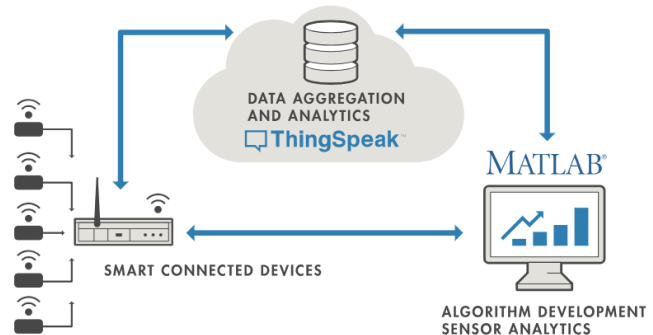 DATA AGGREGATION
AND ANALYTICS
ThingSpeak™
MATLAB®
SMART CONNECTED DEVICES
ALGORITHM DEVELOPMENT
SENSOR ANALYTICS